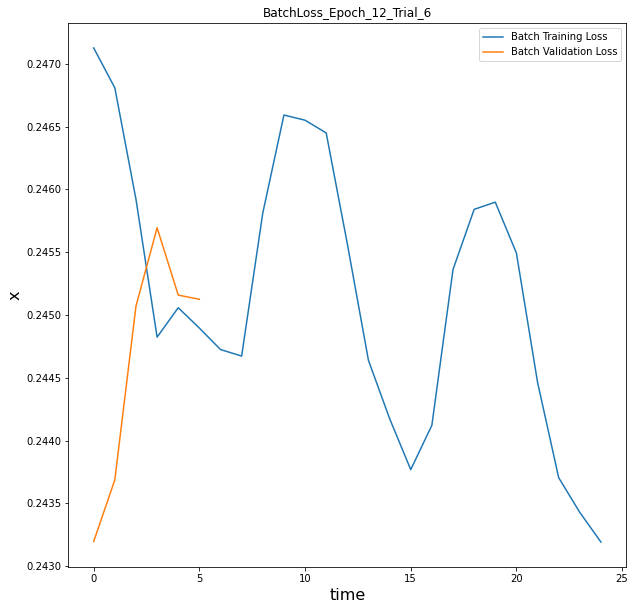 BatchLoss_Epoch_12_Trial_6
Batch Training Loss
Batch Validation Loss
0.2470
0.2465
0.2460
0.2455
0.2450
0.2445
0.2440
0.2435
0.2430
x
0 5 10 15 20 25
time